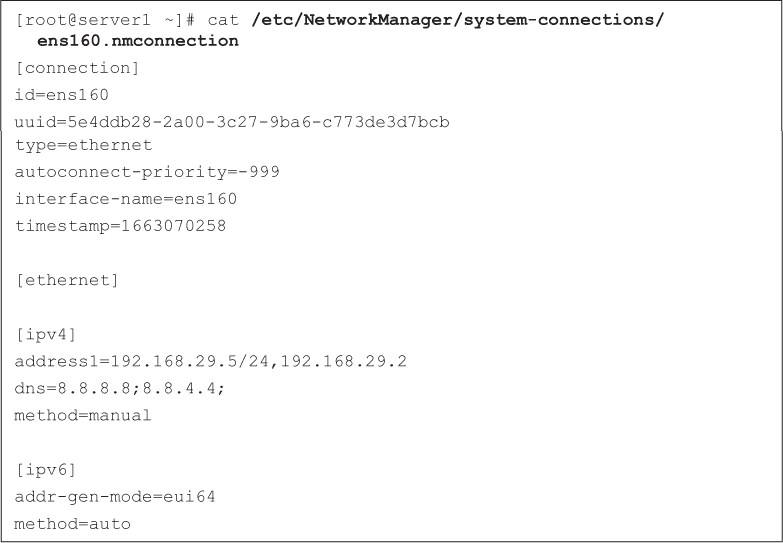 [root@server1 ~]# cat /etc/NetworkManager/system-connections/
ens160.nmconnection
[connection]
id=ens160
uuid=5e4ddb28-2a00-3c27-9ba6-c773de3d7bcb
type=ethernet
autoconnect-priority=-999
interface-name=ens160
timestamp=1663070258
[ethernet]
[ipv4]
address1=192.168.29.5/24,192.168.29.2
dns=8.8.8.8;8.8.4.4;
method=manual
[ipv6]
addr-gen-mode=eui64
method=auto